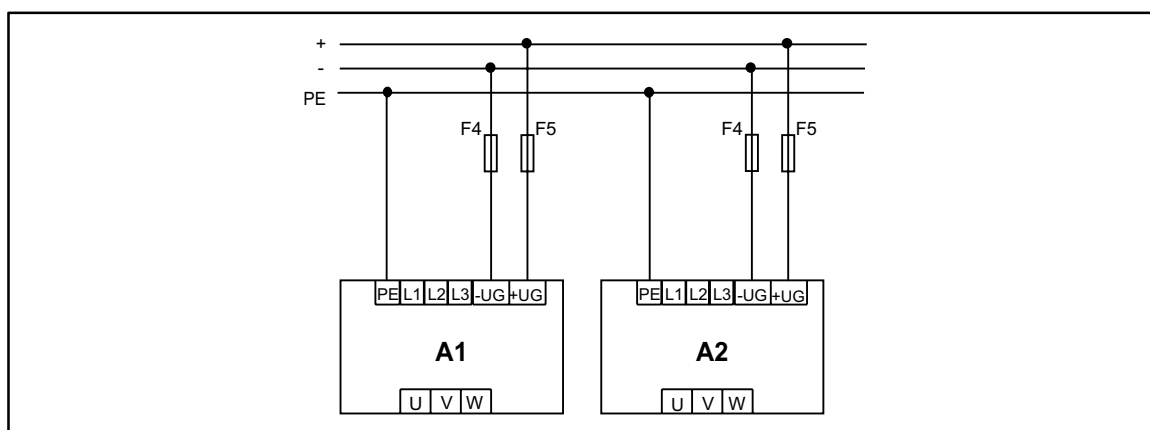 +
-
PE
F4 F5 F4 F5
PE L1 L2 L3 -UG +UG PE L1 L2 L3 -UG +UG
A1 A2
U V W U V W